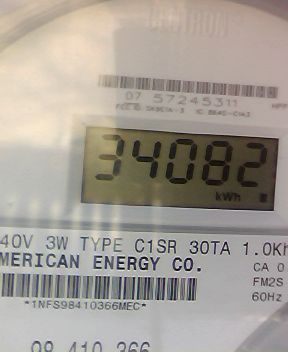 07 57245311
34082
kWh
40V 3W TYPE C1SR 30TA 1.0Kh
MERICAN ENERGY CO.
CA 0
FM2S
60Hz
*1NFS98410366MEC*
98 410 366